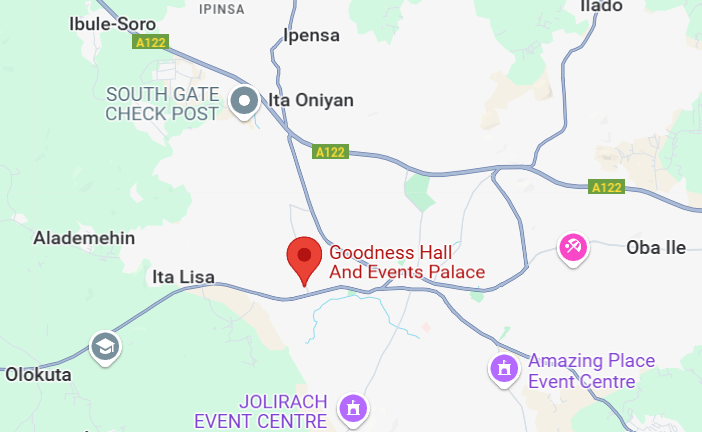 IPINSA
Ilado
Ibule-Soro
Ipensa
A122
SOUTH GATE
CHECK POST
Ita Oniyan
A122
A122
Alademehin
Goodness Hall
And Events Palace
Oba Ile
Ita Lisa
Olokuta
Amazing Place
Event Centre
JOLIRACH
EVENT CENTRE